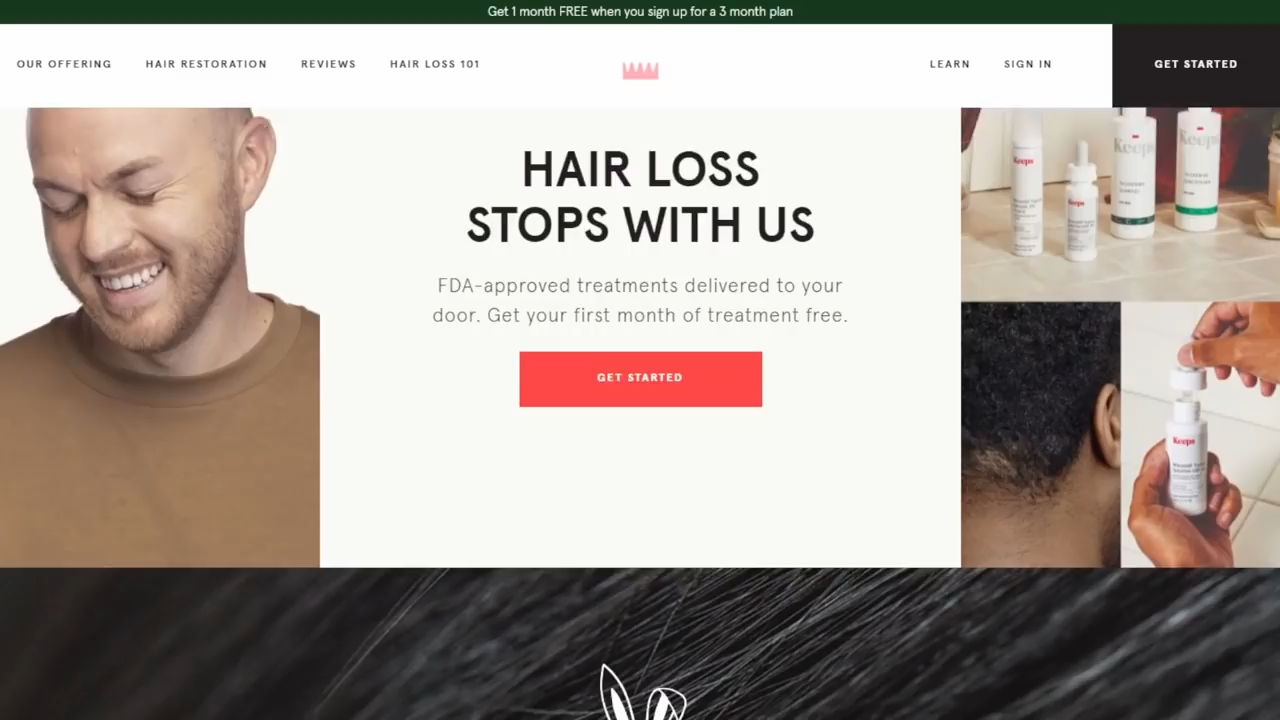 Get 1 month FREE when you sign up for a 3 month plan
OUR OFFERING
HAIR RESTORATION
REVIEWS
HAIR LOSS 101
LEARN
SIGN IN
GET STARTED
HAIR LOSS
STOPS WITH US
FDA-approved treatments delivered to your
door. Get your first month of treatment free.
GET STARTED
Keeps
Keeps
Keeps
Keeps
Keeps